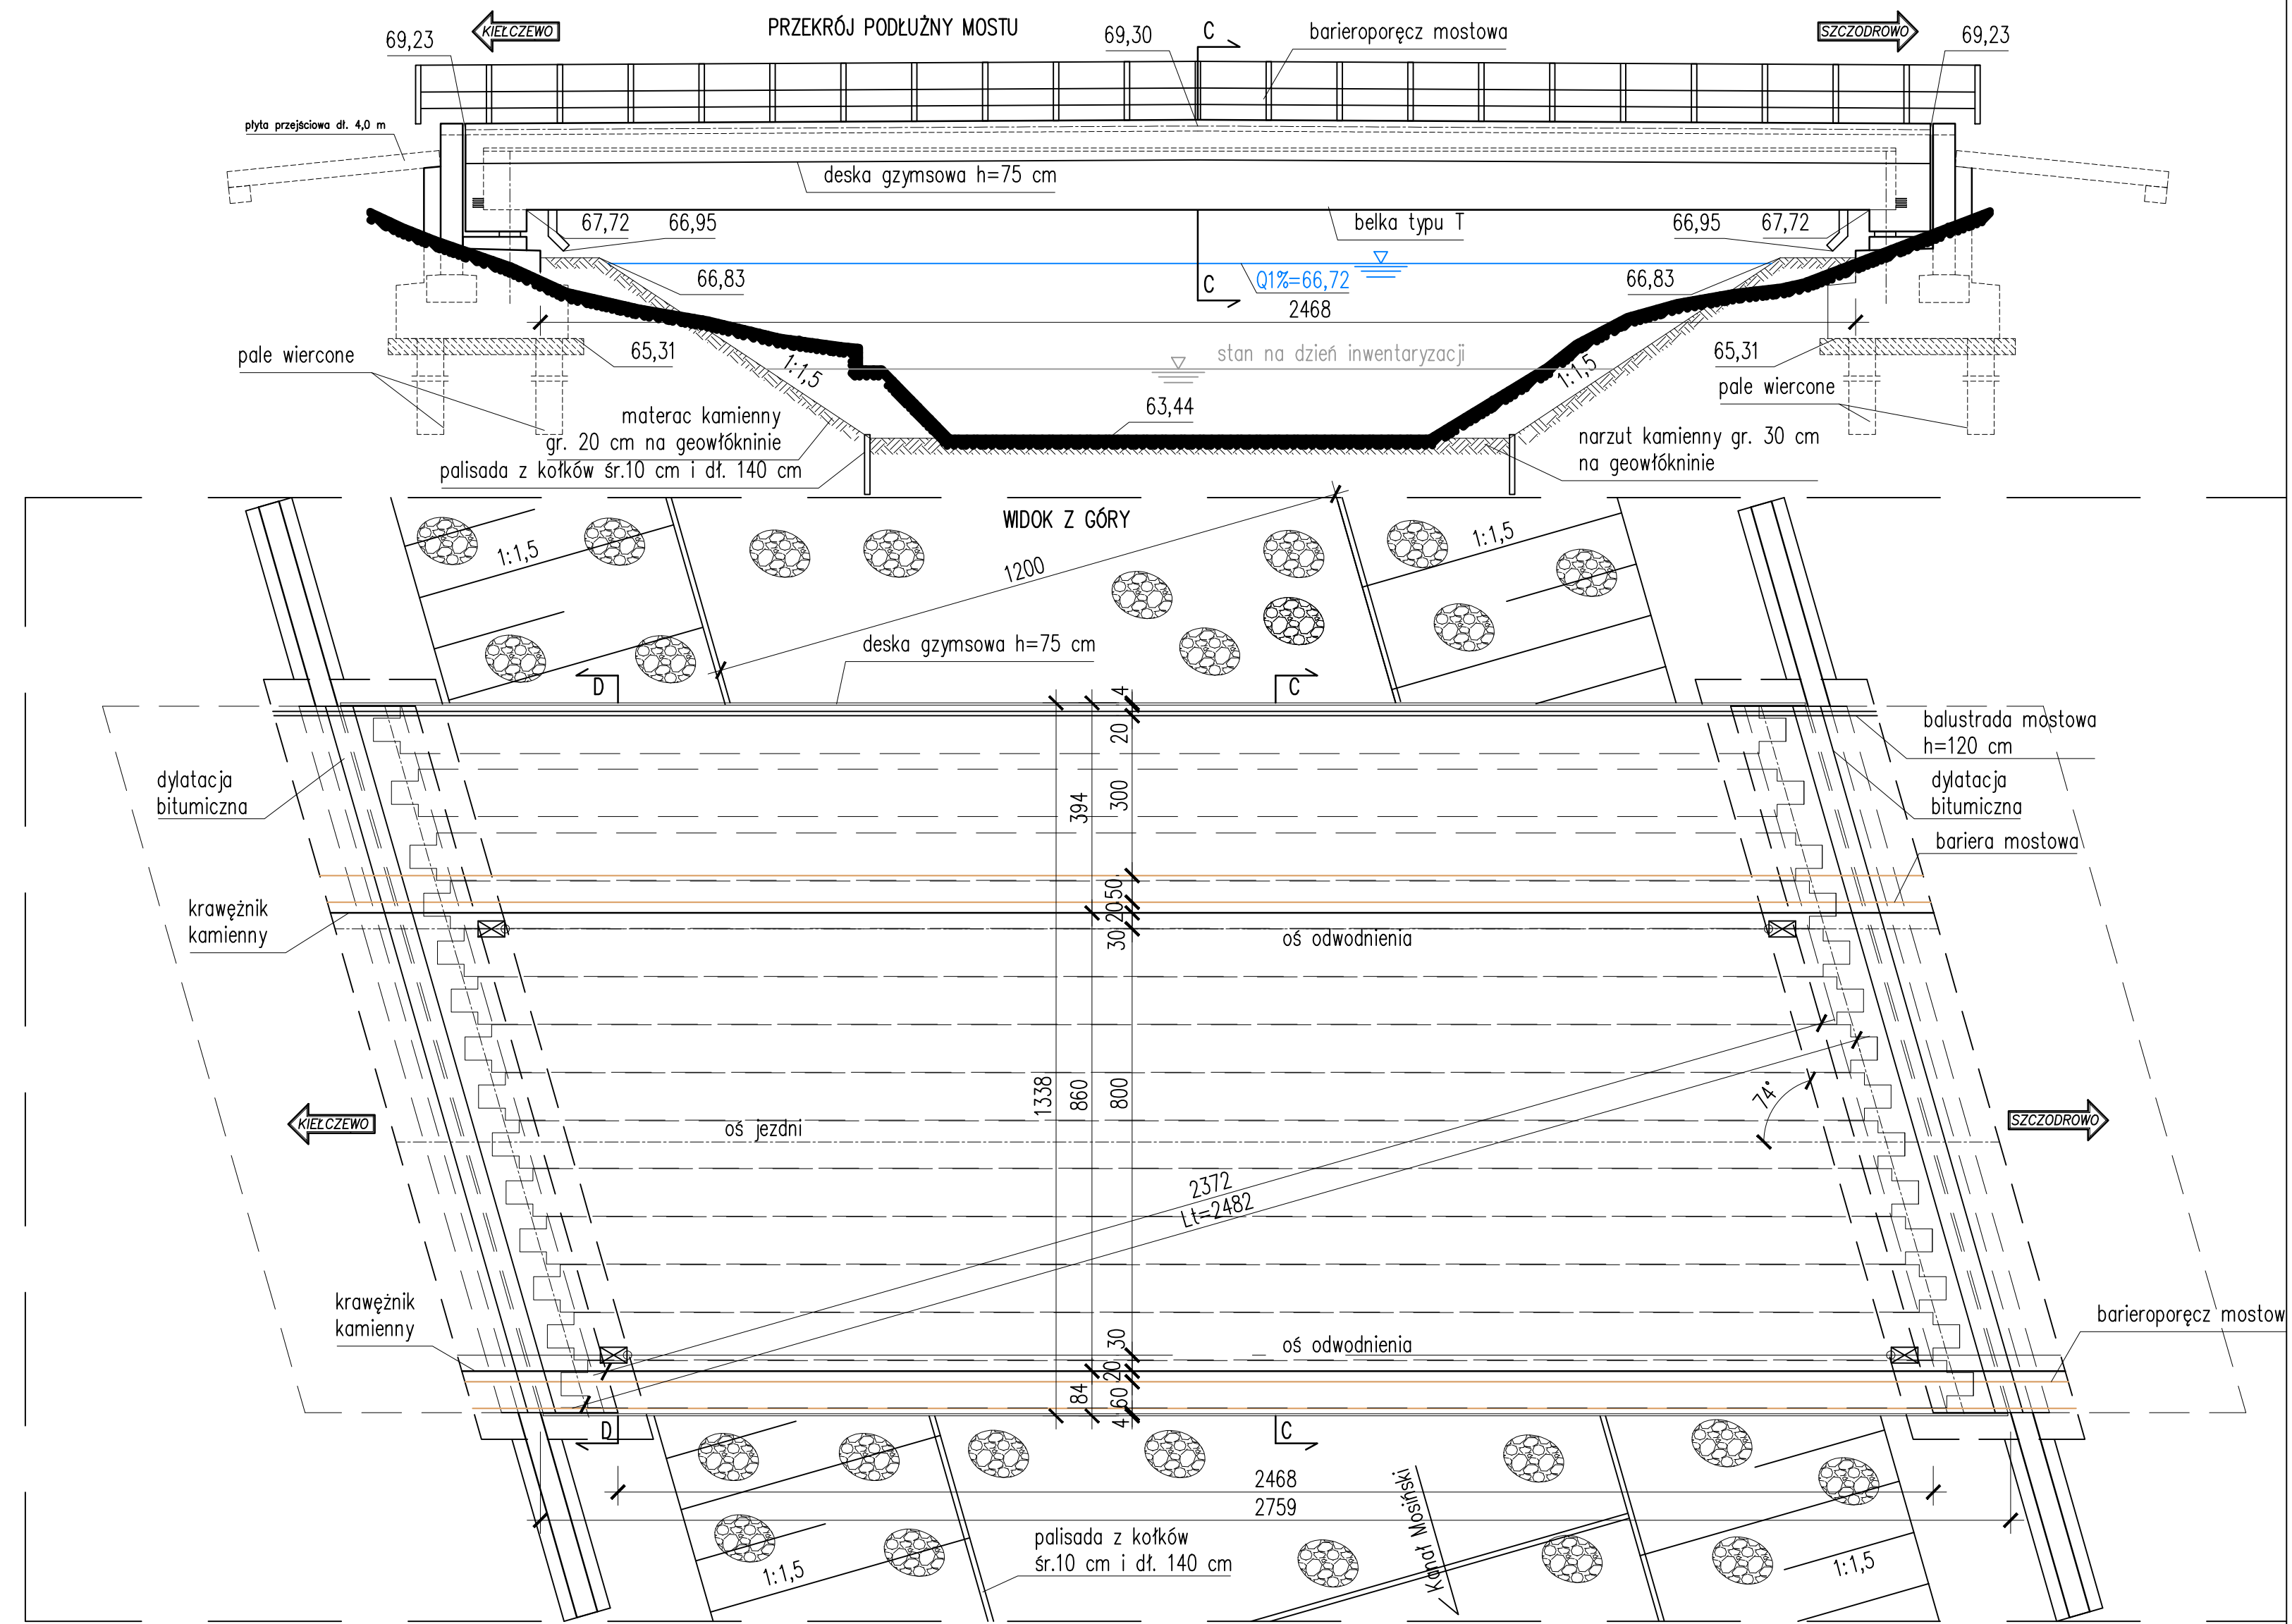 KIEŁCZEWO
PRZEKRÓJ PODŁUŻNY MOSTU
C
barieroporęcz mostowa
SZCZODROWO
69,23
69,30
69,23
płyta przejściowa dł. 4,0 m
deska gzymsowa h=75 cm
67,72
66,95
belka typu T
66,95
67,72
66,83
C
Q1%=66,72
66,83
2468
pale wiercone
65,31
1:1,5
stan na dzień inwentaryzacji
1:1,5
65,31
pale wiercone
materac kamienny
gr. 20 cm na geowłókninie
palisada z kołków śr.10 cm i dł. 140 cm
63,44
narzut kamienny gr. 30 cm
na geowłókninie
WIDOK Z GÓRY
1:1,5
1200
1:1,5
deska gzymsowa h=75 cm
D
C
4
20
balustrada mostowa
h=120 cm
dylatacja
bitumiczna
394
300
dylatacja
bitumiczna
bariera mostowa
krawężnik
kamienny
50
20
30
oś odwodnienia
1338
860
800
74°
KIEŁCZEWO
oś jezdni
SZCZODROWO
2372
Lt=2482
krawężnik
kamienny
30
oś odwodnienia
barieroporęcz mostow
20
84
60
4
D
C
2468
2759
Kanał Mosiński
palisada z kołków
śr.10 cm i dł. 140 cm
1:1,5
1:1,5